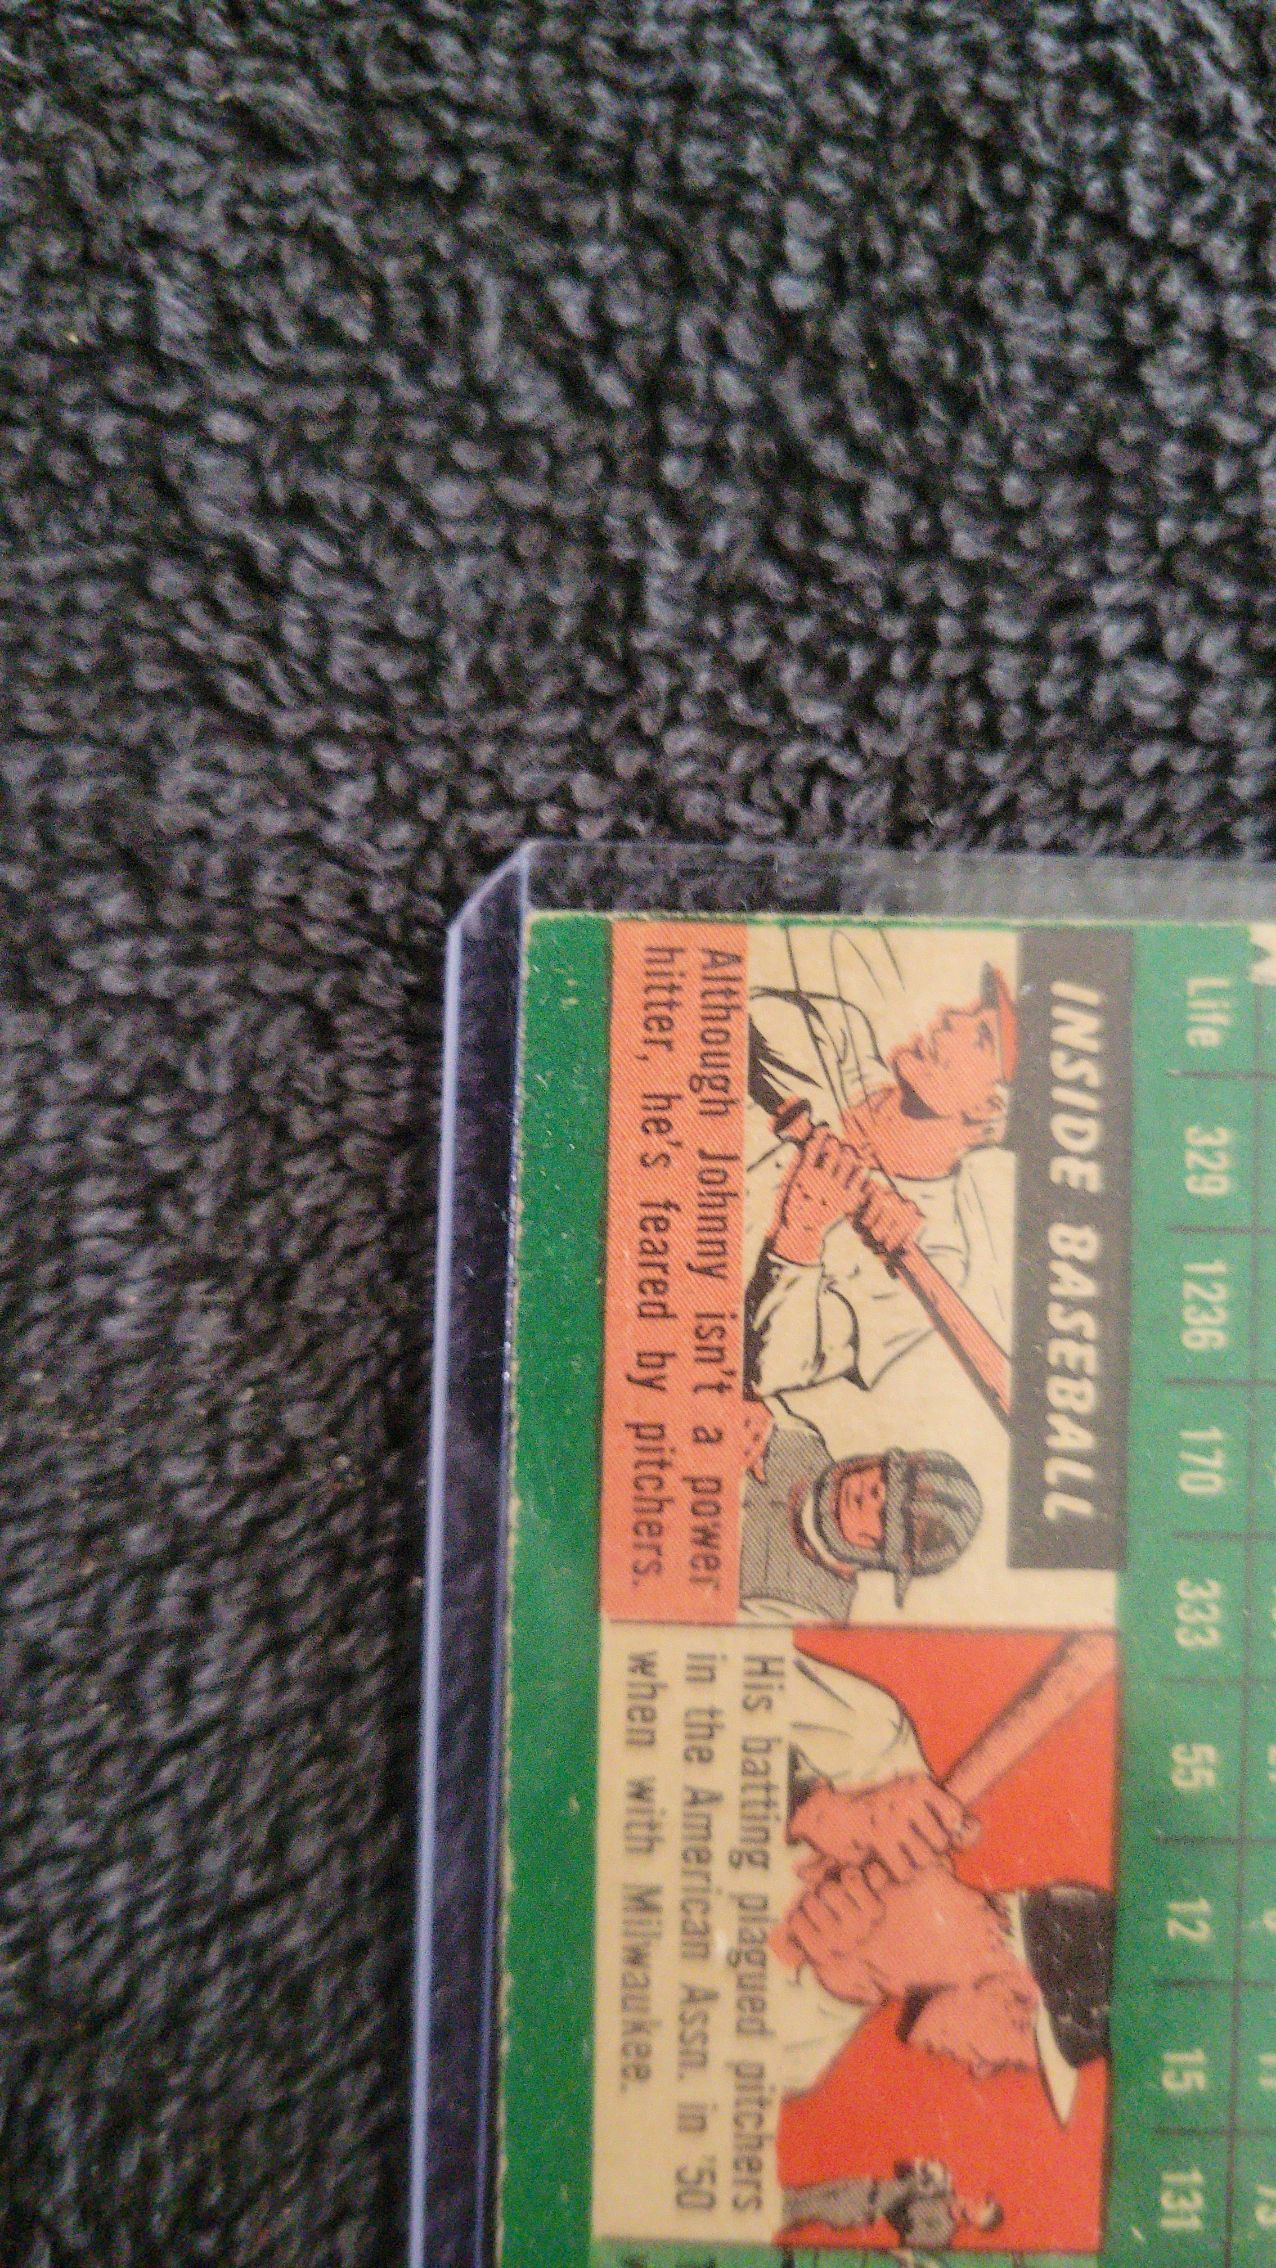 Life 329 1236 170 333 55 12 15 131
INSIDE BASEBALL
Although Johnny isn't a power
hitter, he's feared by pitchers.
His batting plagued pitchers
in the American Assn. in '50
when with Milwaukee.